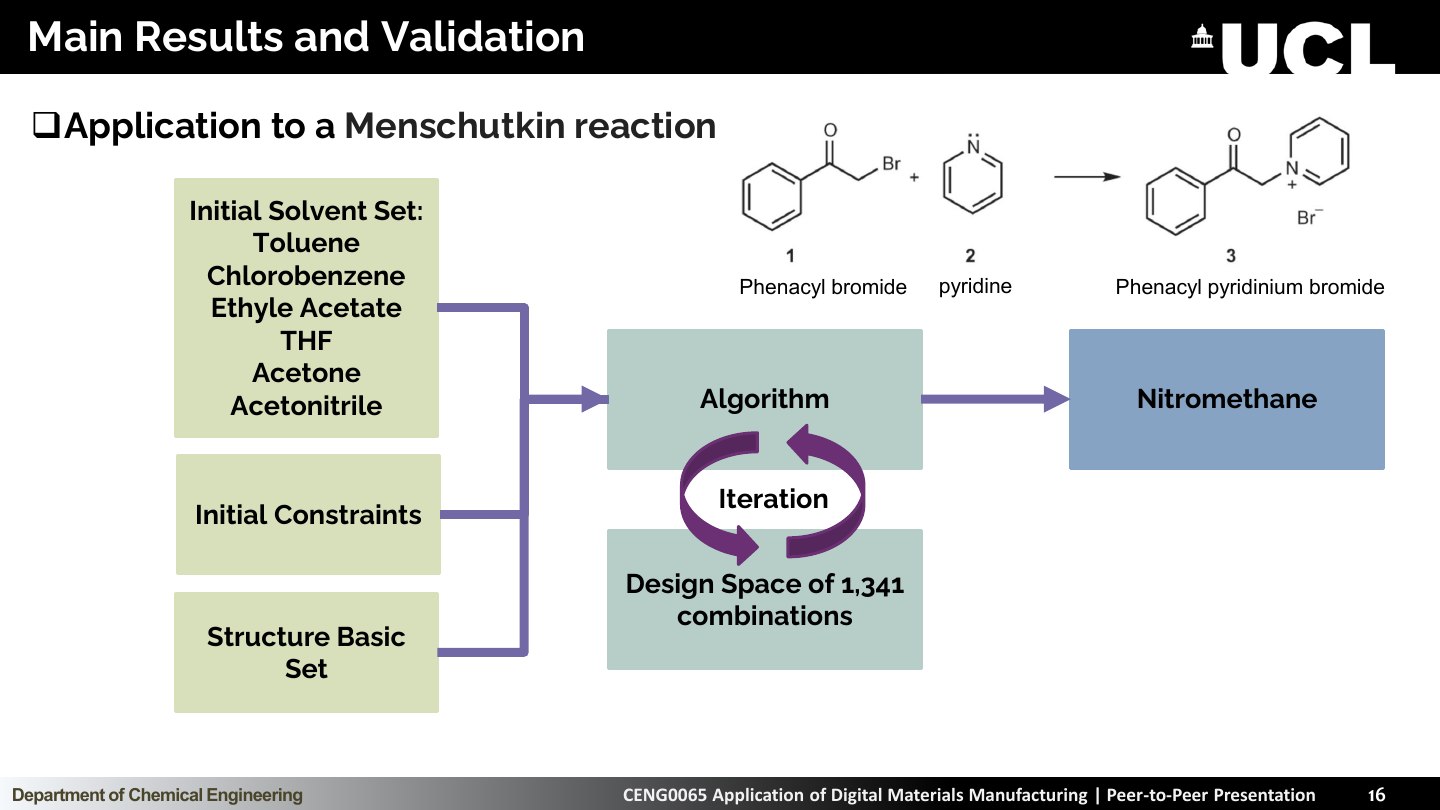 Main Results and Validation
UCL
❑Application to a Menschutkin reaction
O
Br
+
N
O
N
+
Br⁻
1
2
3
Phenacyl bromide
pyridine
Phenacyl pyridinium bromide
Initial Solvent Set:
Toluene
Chlorobenzene
Ethyle Acetate
THF
Acetone
Acetonitrile
Initial Constraints
Structure Basic
Set
Algorithm
Iteration
Design Space of 1,341
combinations
Nitromethane
Department of Chemical Engineering
CENG0065 Application of Digital Materials Manufacturing | Peer-to-Peer Presentation
16